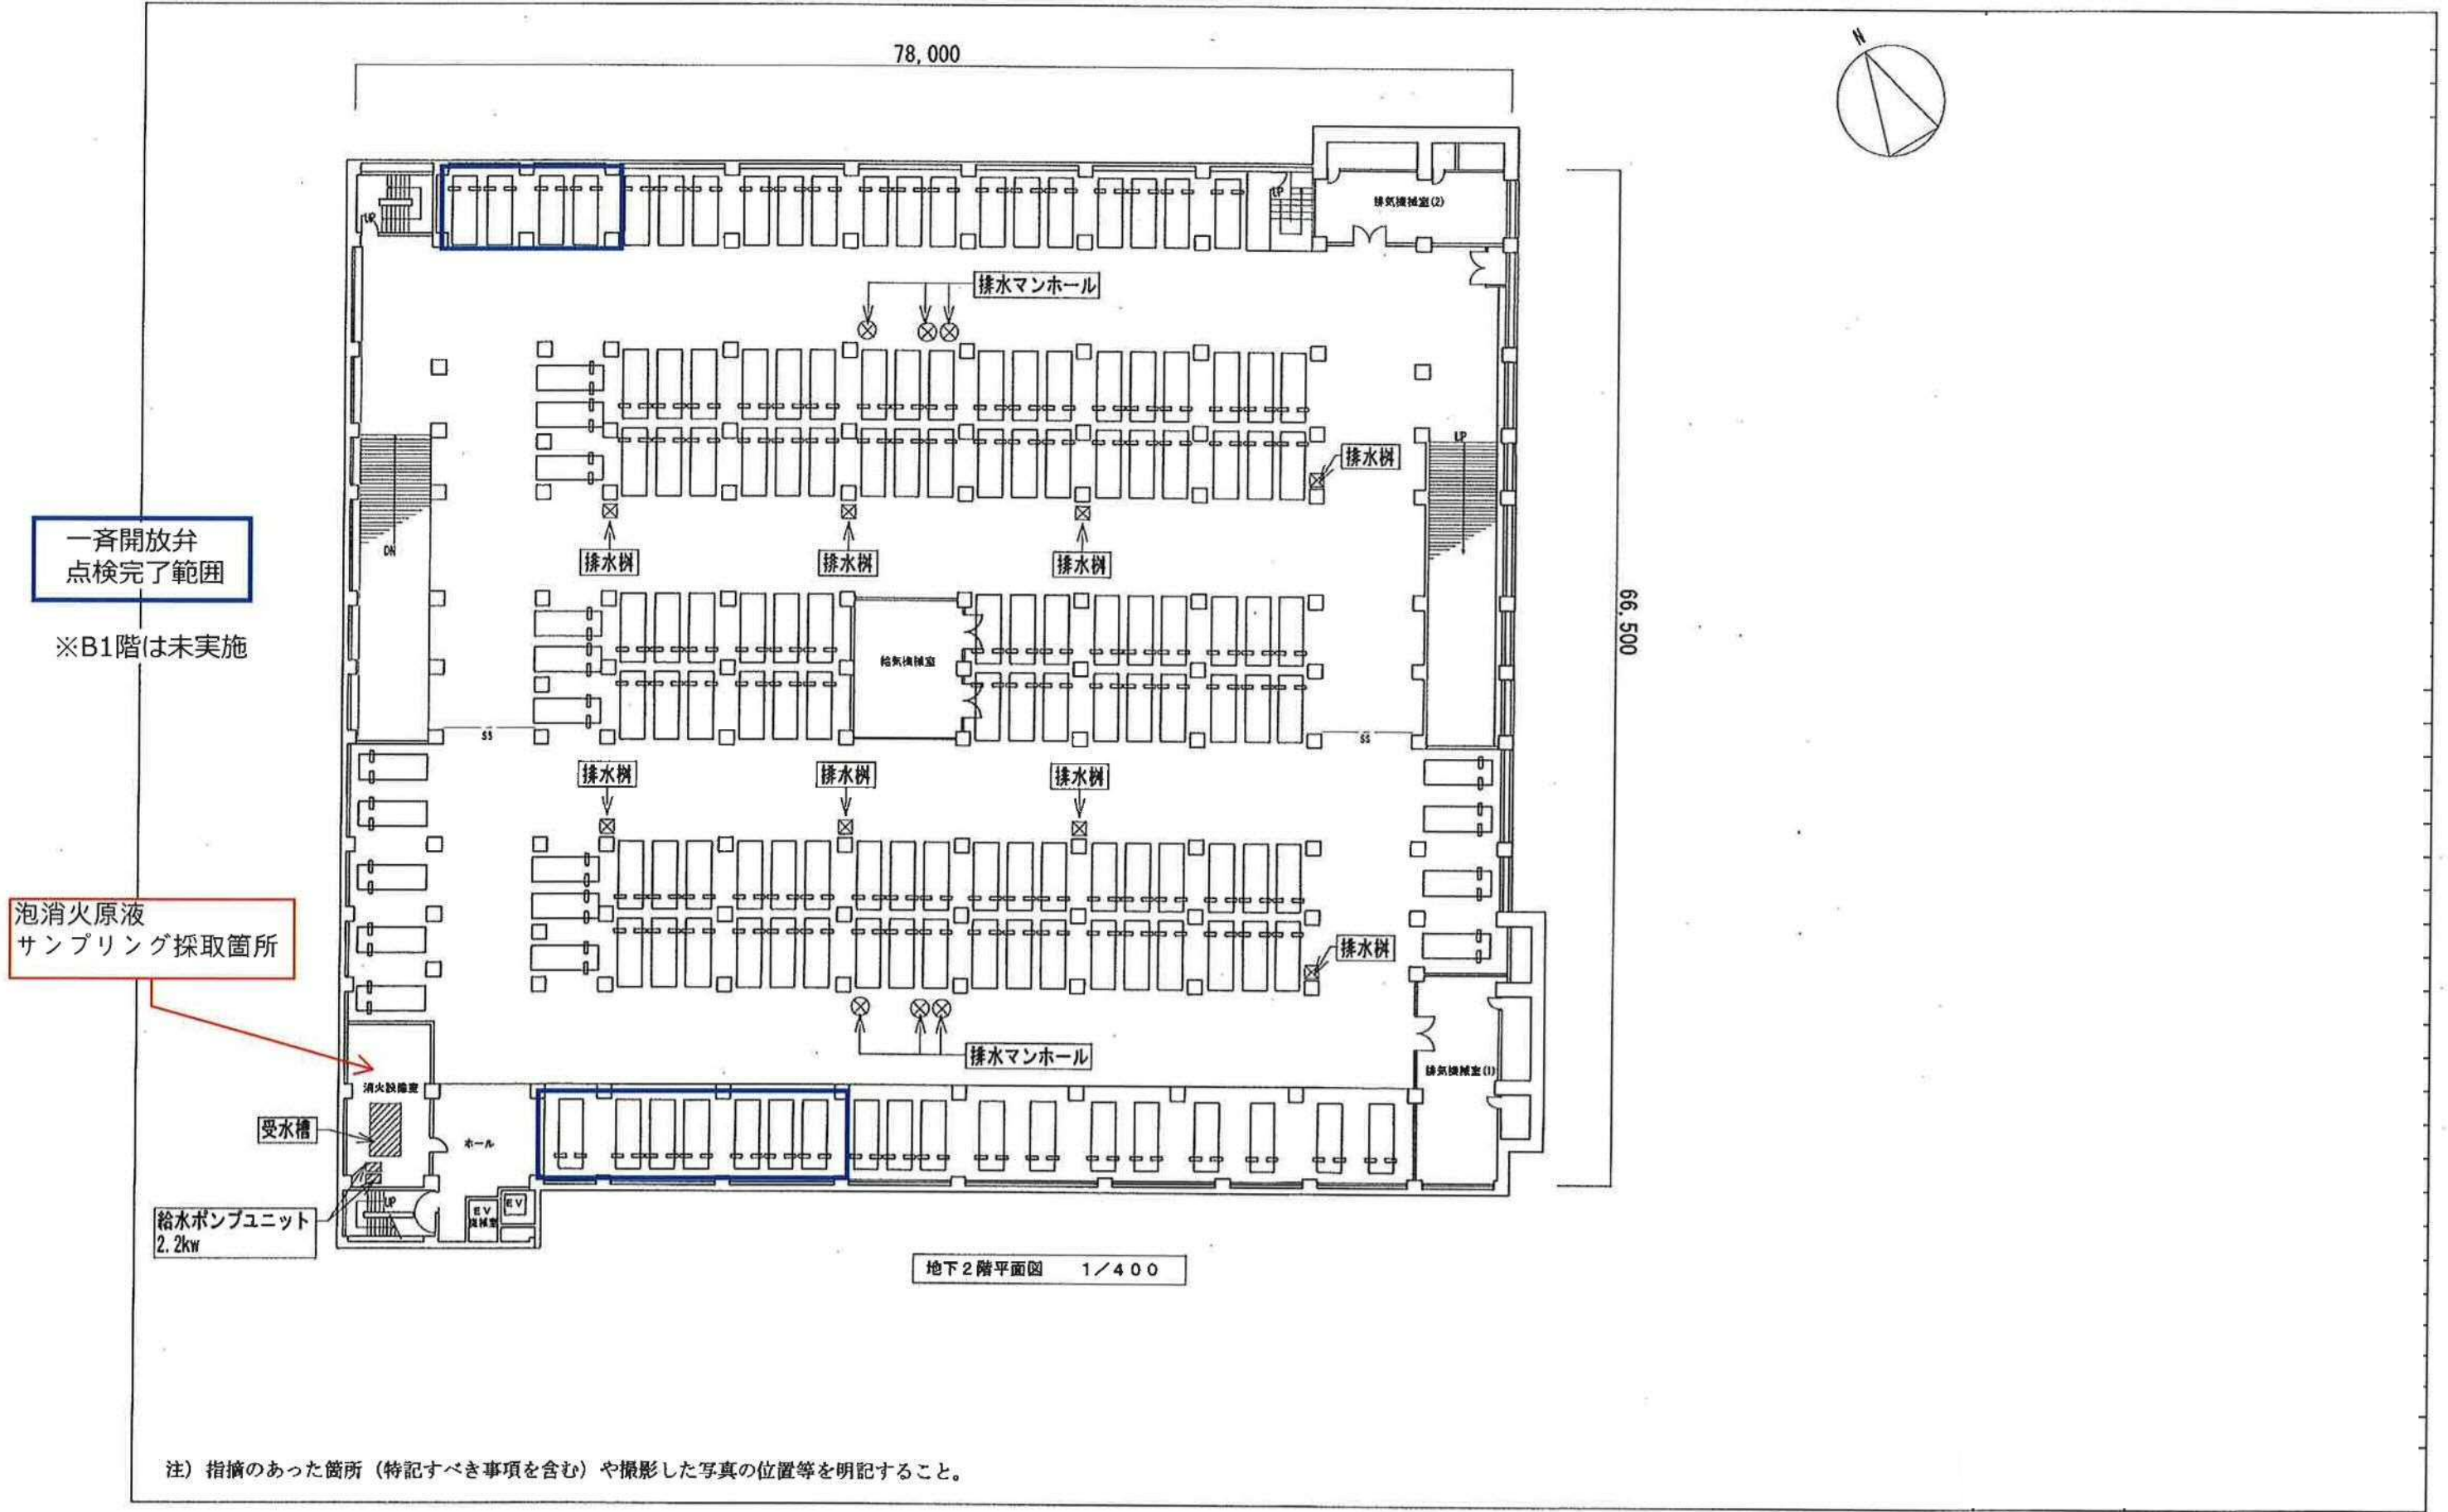 78,000
N
UP
UP
排気機械室(2)
排水マンホール
UP
排水桝
DN
排水桝
排水桝
排水桝
一斉開放弁
点検完了範囲
※B1階は未実施
66,500
給気機械室
SS
SS
排水桝
排水桝
排水桝
泡消火原液
サンプリング採取箇所
排水桝
排水マンホール
消火設備室
排気機械室(1)
受水槽
ホール
UP
EV
機械室
EV
給水ポンプユニット
2.2kw
地下2階平面図 1/400
注）指摘のあった箇所（特記すべき事項を含む）や撮影した写真の位置等を明記すること。